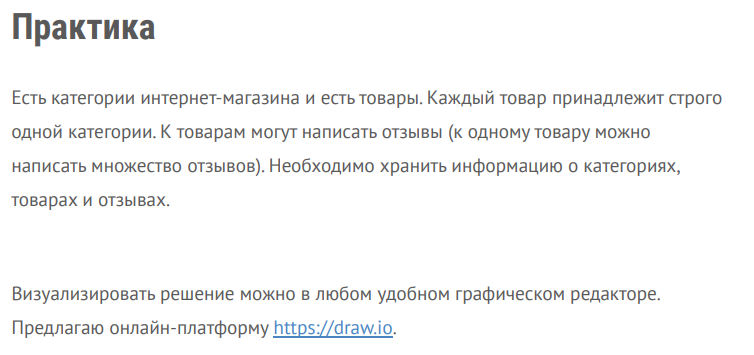 Практика
Есть категории интернет-магазина и есть товары. Каждый товар принадлежит строго
одной категории. К товарам могут написать отзывы (к одному товару можно
написать множество отзывов). Необходимо хранить информацию о категориях,
товарах и отзывах.
Визуализировать решение можно в любом удобном графическом редакторе.
Предлагаю онлайн-платформу https://draw.io.